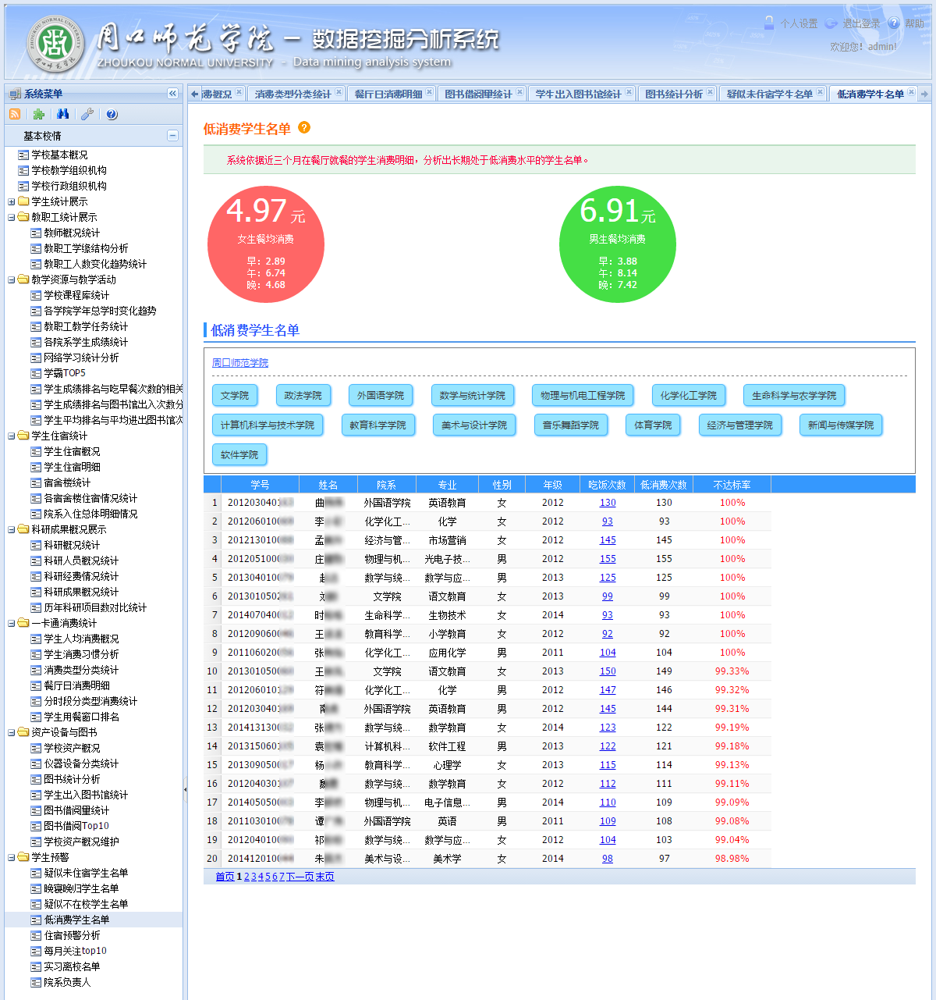 周口师范学院 – 数据挖掘分析系统
ZHOUKOU NORMAL UNIVERSITY - Data mining analysis system
个人设置 退出登录 帮助
欢迎您！admin!
系统菜单
基本校情
学校基本概况
学校教学组织机构
学校行政组织机构
学生统计展示
教职工统计展示
教师概况统计
教职工学缘结构分析
教职工人数变化趋势统计
教学资源与教学活动
学校课程库统计
各学院学年总学时变化趋势
教职工教学任务统计
各院系学生成绩统计
网络学习统计分析
学霸TOP5
学生成绩排名与吃早餐次数的相关
学生成绩排名与图书馆出入次数分
学生平均排名与平均进出图书馆次
学生住宿统计
学生住宿概况
学生住宿明细
宿舍楼统计
各宿舍楼住宿情况统计
院系入住总体明细情况
科研成果概况展示
科研概况统计
科研人员概况统计
科研经费情况统计
科研成果概况统计
历年科研项目数对比统计
一卡通消费统计
学生人均消费概况
学生消费习惯分析
消费类型分类统计
餐厅日消费明细
分时段分类型消费统计
学生用餐窗口排名
资产设备与图书
学校资产概况
仪器设备分类统计
图书统计分析
学生出入图书馆统计
图书借阅量统计
图书借阅Top10
学校资产概况维护
学生预警
疑似未住宿学生名单
晚寝晚归学生名单
疑似不在校学生名单
低消费学生名单
住宿预警分析
每月关注top10
实习离校名单
院系负责人
费概况 消费类型分类统计 餐厅日消费明细 图书借阅量统计 学生出入图书馆统计 图书统计分析 疑似未住宿学生名单 低消费学生名单
低消费学生名单
系统依据近三个月在餐厅就餐的学生消费明细，分析出长期处于低消费水平的学生名单。
4.97 元
女生餐均消费
早：2.89
午：6.74
晚：4.68
6.91 元
男生餐均消费
早：3.88
午：8.14
晚：7.42
低消费学生名单
周口师范学院
文学院 政法学院 外国语学院 数学与统计学院 物理与机电工程学院 化学化工学院 生命科学与农学学院
计算机科学与技术学院 教育科学学院 美术与设计学院 音乐舞蹈学院 体育学院 经济与管理学院 新闻与传媒学院
软件学院
学号 姓名 院系 专业 性别 年级 吃饭次数 低消费次数 不达标率
1 201203040 曲 外国语学院 英语教育 女 2012 130 130 100%
2 201206010 李 化学化工... 化学 女 2012 93 93 100%
3 201213010 孟 经济与管... 市场营销 女 2012 145 145 100%
4 201205100 庄 物理与机... 光电子技... 男 2012 155 155 100%
5 201304010 数学与统... 数学与应... 男 2013 125 125 100%
6 201301050 文学院 语文教育 女 2013 99 99 100%
7 201407040 时 生命科学... 生物技术 女 2014 93 93 100%
8 201209060 王 教育科学... 小学教育 女 2012 92 92 100%
9 201106020 张 化学化工... 应用化学 男 2011 104 104 100%
10 201301050 王 文学院 语文教育 女 2013 150 149 99.33%
11 201206010 符 化学化工... 化学 男 2012 147 146 99.32%
12 201203040 外国语学院 英语教育 男 2012 145 144 99.31%
13 201413130 张 数学与统... 数学教育 女 2014 123 122 99.19%
14 201315060 袁 计算机科... 软件工程 男 2013 122 121 99.18%
15 201309050 杨 教育科学... 心理学 女 2013 115 114 99.13%
16 201204030 数学与统... 数学教育 女 2012 112 111 99.11%
17 201405050 李 物理与机... 电子信息... 男 2014 110 109 99.09%
18 201103010 谭 外国语学院 英语 男 2011 109 108 99.08%
19 201204010 祁 数学与统... 数学与应... 女 2012 104 103 99.04%
20 201412010 朱 美术与设... 美术学 女 2014 98 97 98.98%
首页 1 2 3 4 5 6 7 下一页 末页